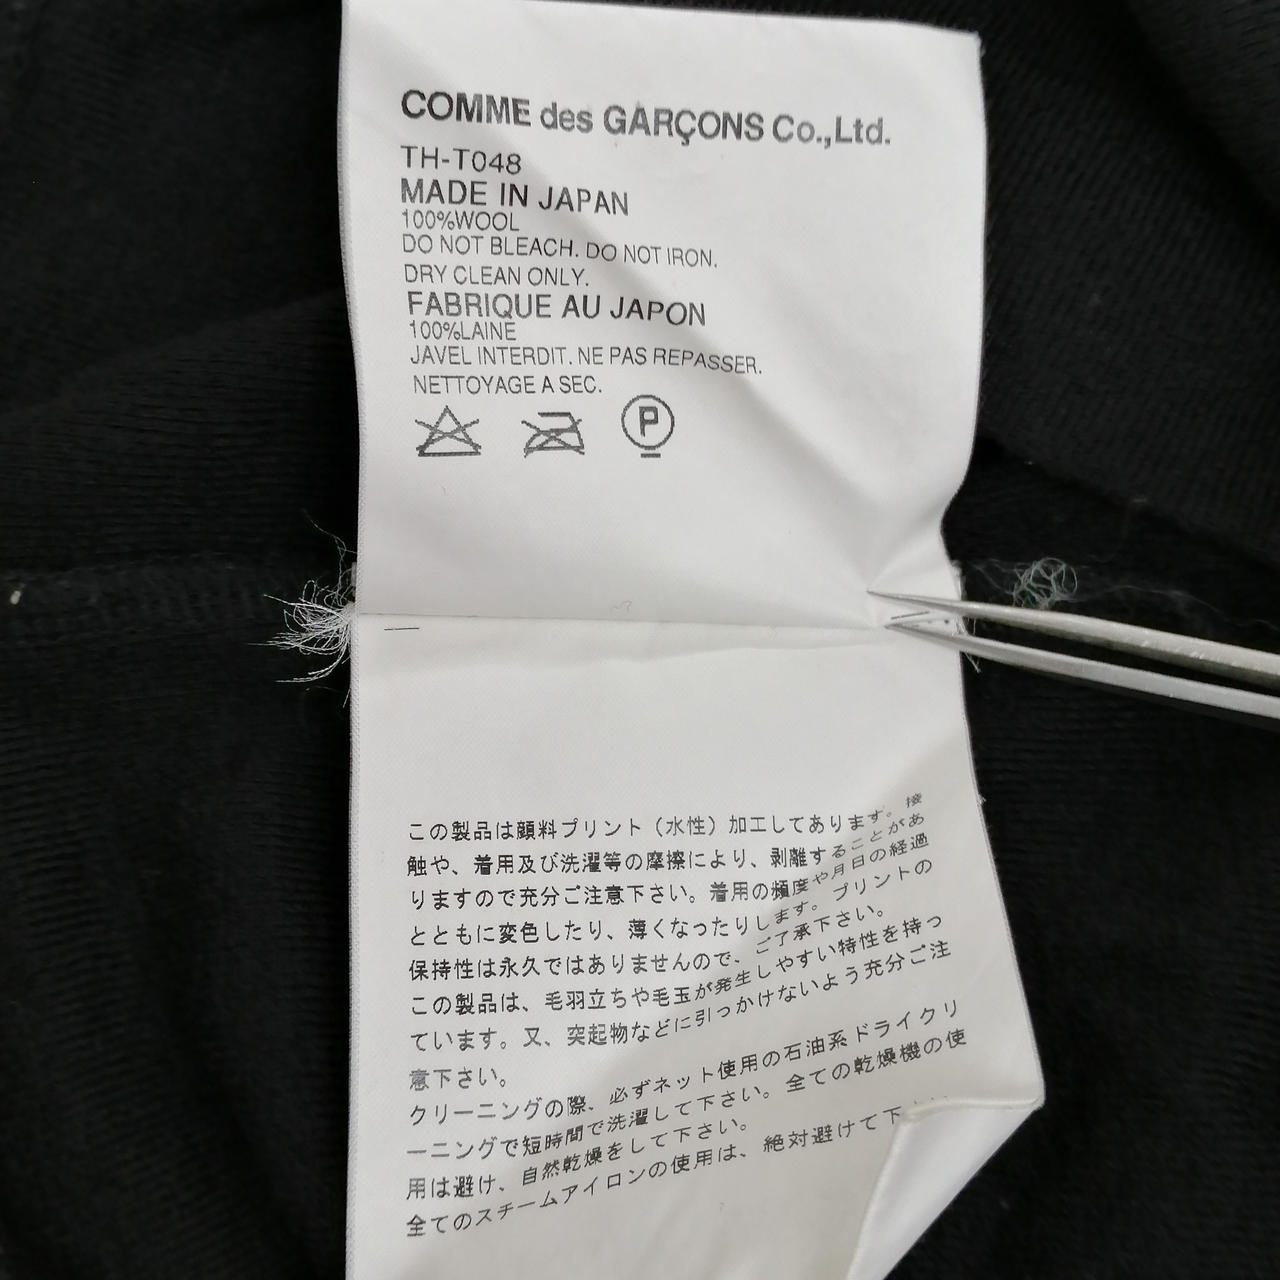 COMME des GARÇONS Co.,Ltd.
TH-T048
MADE IN JAPAN
100%WOOL
DO NOT BLEACH. DO NOT IRON.
DRY CLEAN ONLY.
FABRIQUE AU JAPON
100%LAINE
JAVEL INTERDIT. NE PAS REPASSER.
NETTOYAGE A SEC.
P
この製品は顔料プリント（水性）加工してあります。接
触や、着用及び洗濯等の摩擦により、剥離することがあ
りますので充分ご注意下さい。着用の頻度や月日の経過
とともに変色したり、薄くなったりします。プリントの
保持性は永久ではありませんので、ご了承下さい。
この製品は、毛羽立ちや毛玉が発生しやすい特性を持っ
ています。又、突起物などに引っかけないよう充分ご注
意下さい。
クリーニングの際、必ずネット使用の石油系ドライクリ
ーニングで短時間で洗濯して下さい。全ての乾燥機の使
用は避け、自然乾燥をして下さい。
全てのスチームアイロンの使用は、絶対避けて下